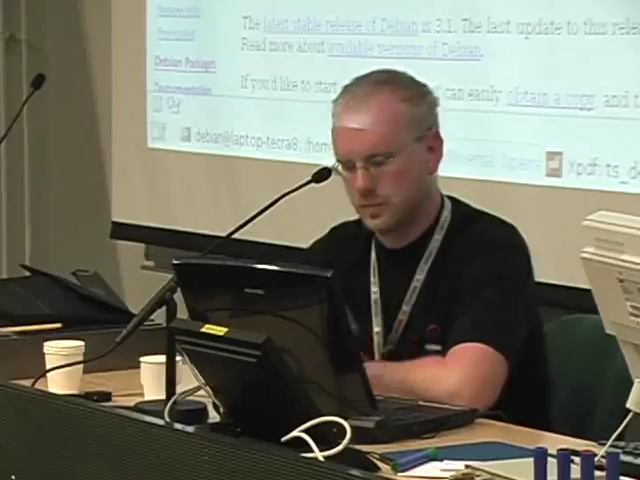 The latest stable release of Debian is 3.1. The last update to this rele
Read more about available versions of Debian.
Debian Packages
If you'd like to start can easily obtain a copy, and t
Documentation
debian@laptop-tecra8: /hom
Xpdf: ts_de